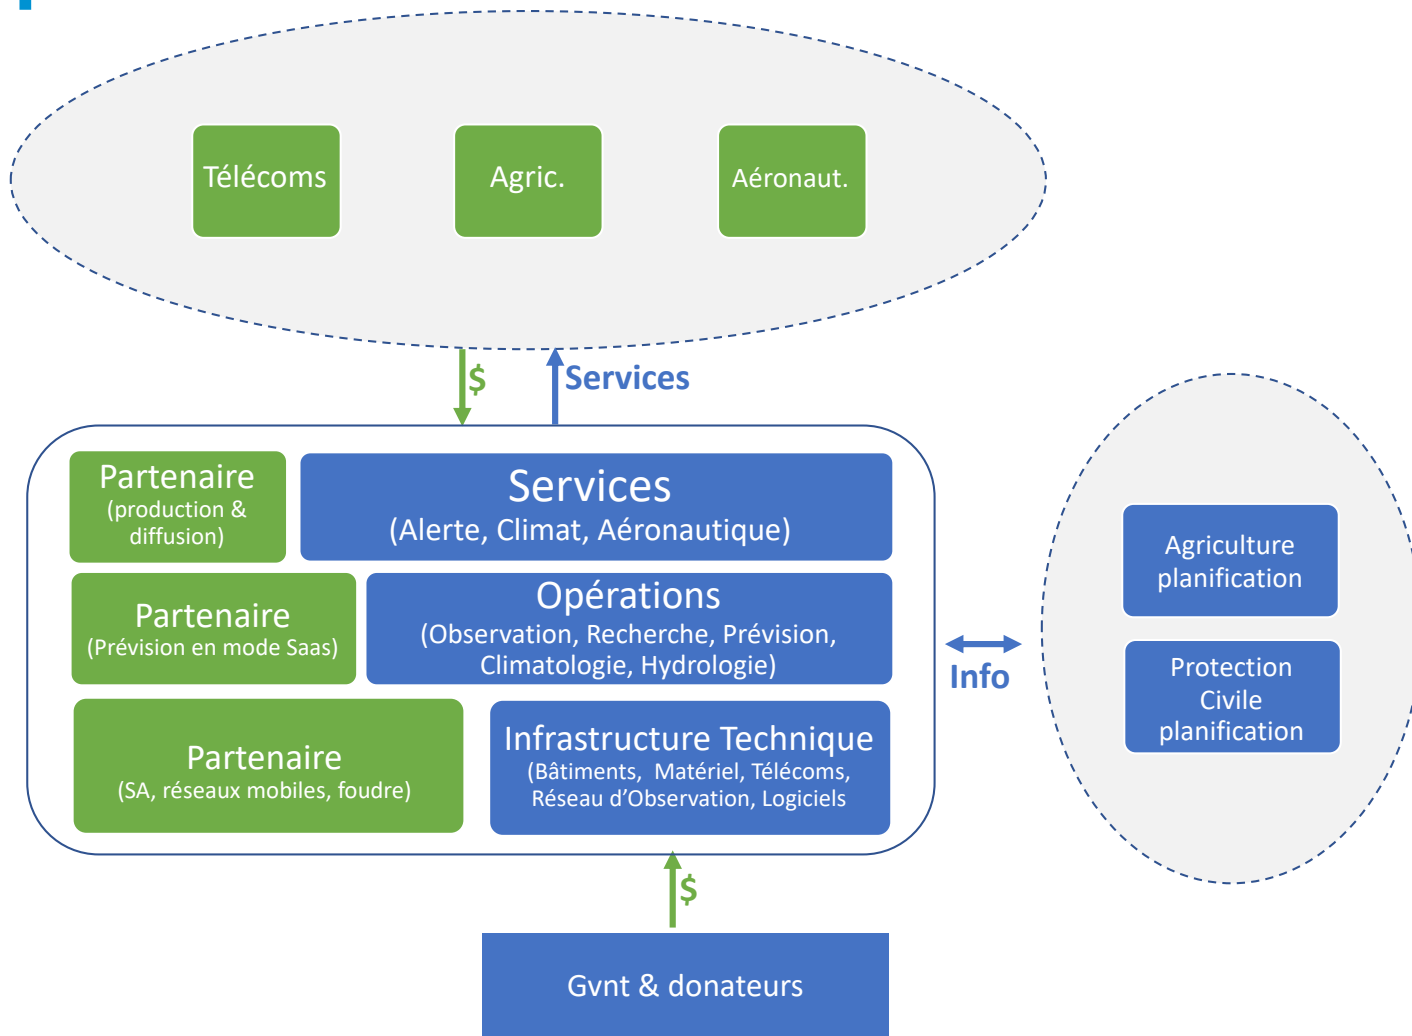 Télécoms
Agric.
Aéronaut.
$
Services
Partenaire
(production &
diffusion)
Services
(Alerte, Climat, Aéronautique)
Partenaire
(Prévision en mode Saas)
Opérations
(Observation, Recherche, Prévision,
Climatologie, Hydrologie)
Partenaire
(SA, réseaux mobiles, foudre)
Infrastructure Technique
(Bâtiments, Matériel, Télécoms,
Réseau d’Observation, Logiciels
Info
Agriculture
planification
Protection
Civile
planification
$
Gvnt & donateurs